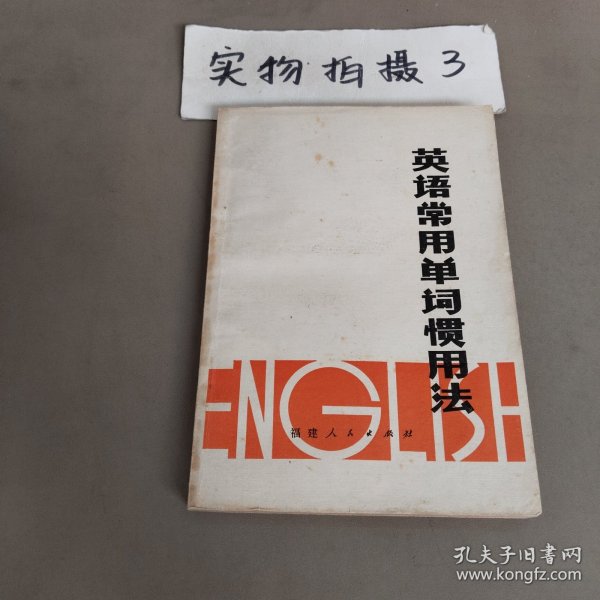 实物拍摄3
英语常用单词惯用法
ENGLISH
福建人民出版社
孔夫子旧书网
www.kongfz.com